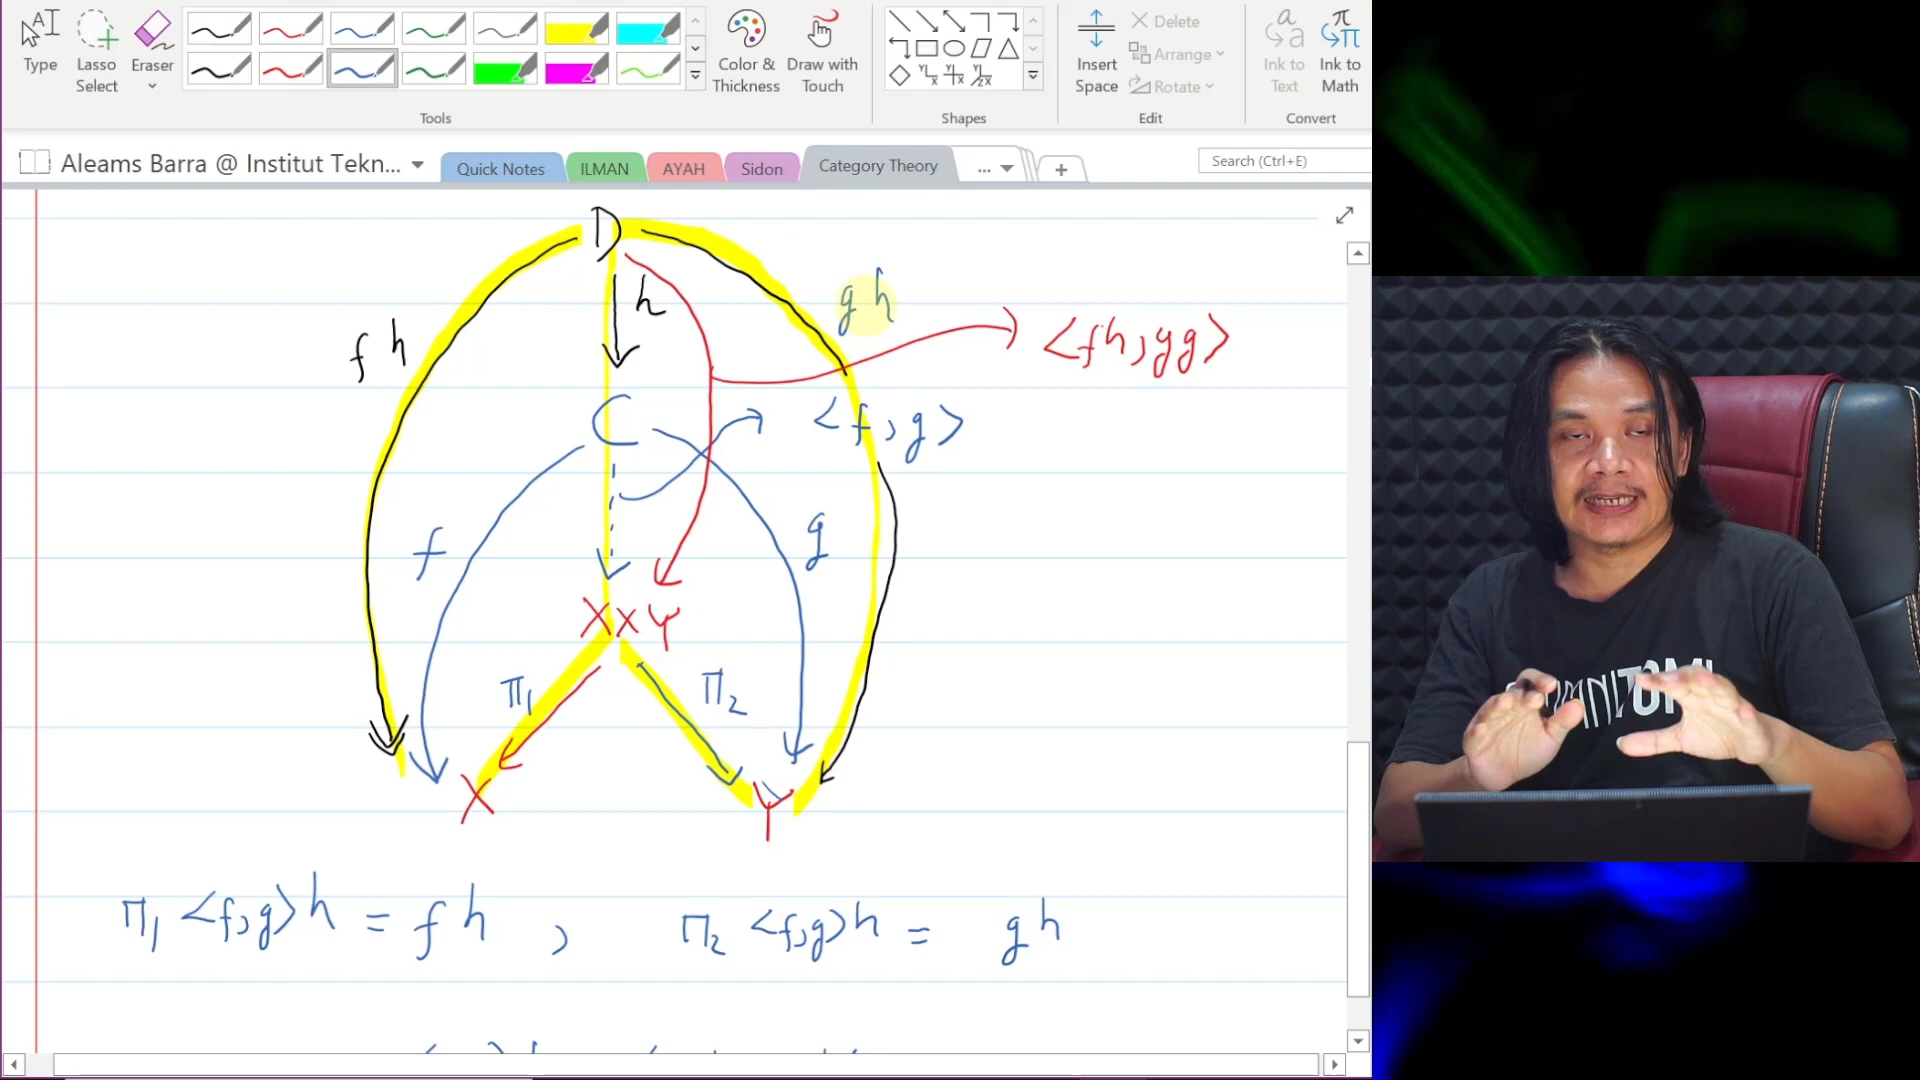 Type
Lasso Select
Eraser
Color & Thickness
Draw with Touch
Insert Space
Delete
Arrange
Rotate
Ink to Text
Ink to Math
Tools
Shapes
Edit
Convert
Aleams Barra @ Institut Tekn...
Quick Notes
ILMAN
AYAH
Sidon
Category Theory
...
+
Search (Ctrl+E)
D
h
g h
f h
<fh, gg>
C
<f, g>
f
g
X x Y
π1
π2
X
Y
π1 <f,g>h = f h , π2 <f,g>h = g h